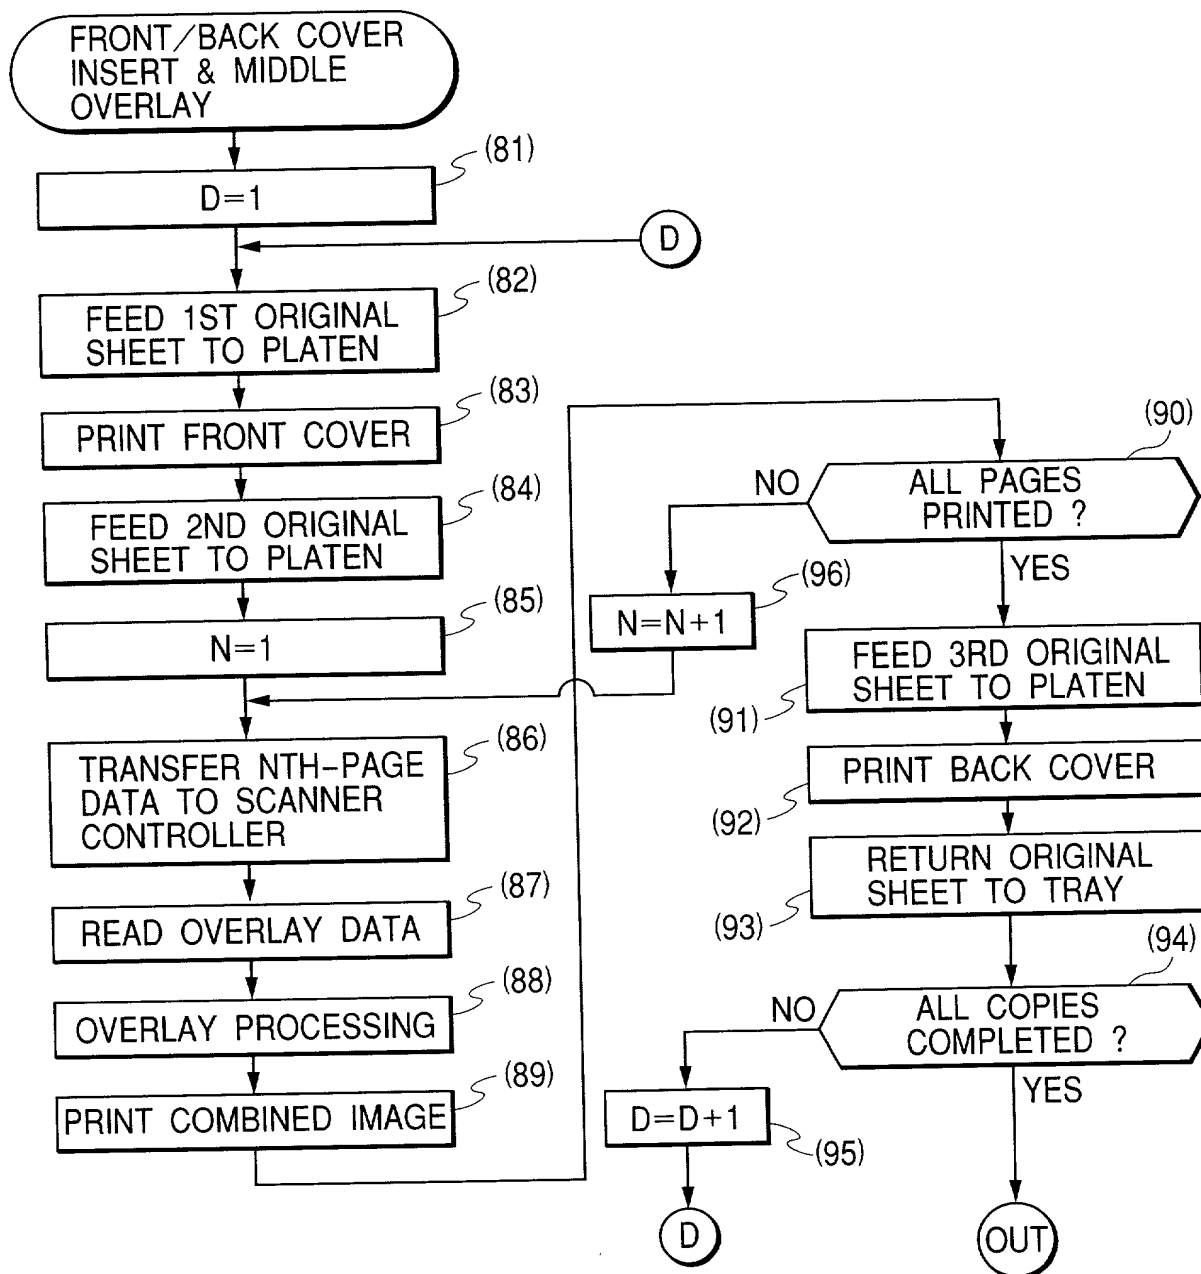 FRONT/BACK COVER
INSERT & MIDDLE
OVERLAY
(81)
D=1
D
(82)
FEED 1ST ORIGINAL
SHEET TO PLATEN
(83)
PRINT FRONT COVER
(84)
FEED 2ND ORIGINAL
SHEET TO PLATEN
(85)
N=1
(86)
TRANSFER NTH-PAGE
DATA TO SCANNER
CONTROLLER
(87)
READ OVERLAY DATA
(88)
OVERLAY PROCESSING
(89)
PRINT COMBINED IMAGE
(90)
ALL PAGES
PRINTED ?
NO
YES
(96)
N=N+1
FEED 3RD ORIGINAL
SHEET TO PLATEN
(91)
PRINT BACK COVER
(92)
RETURN ORIGINAL
SHEET TO TRAY
(93)
(94)
ALL COPIES
COMPLETED ?
NO
YES
D=D+1
(95)
D
OUT